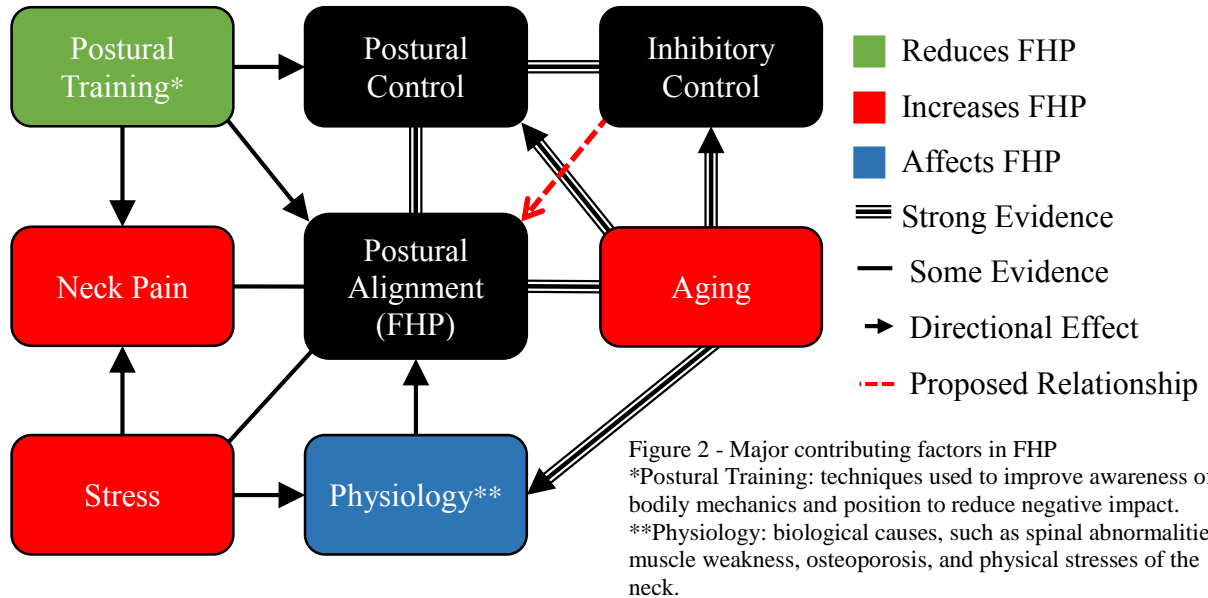 Postural
Training*
Postural
Control
Inhibitory
Control
Neck Pain
Postural
Alignment
(FHP)
Aging
Stress
Physiology**
Reduces FHP
Increases FHP
Affects FHP
Strong Evidence
Some Evidence
Directional Effect
Proposed Relationship
Figure 2 - Major contributing factors in FHP
*Postural Training: techniques used to improve awareness of
bodily mechanics and position to reduce negative impact.
**Physiology: biological causes, such as spinal abnormalitie
muscle weakness, osteoporosis, and physical stresses of the
neck.